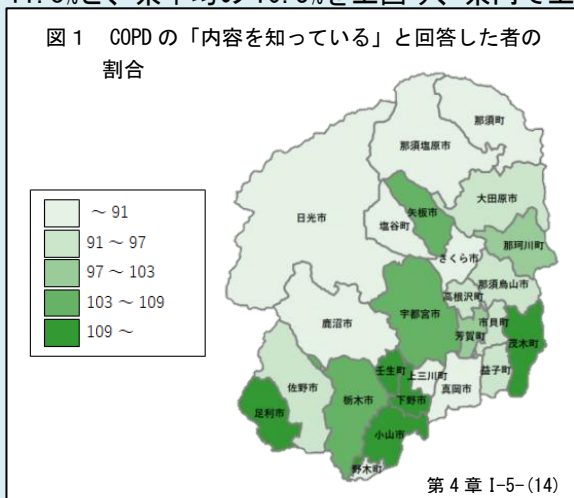 図1 COPDの「内容を知っている」と回答した者の
割合
～91
91～97
97～103
103～109
109～
那須町
那須塩原市
大田原市
日光市
矢板市
塩谷町
那珂川町
さくら市
那須烏山市
高根沢町
宇都宮市
鹿沼市
市貝町
芳賀町
茂木町
壬生町
上三川町
益子町
真岡市
佐野市
栃木市
下野市
足利市
小山市
野木町
第4章Ⅰ-5-(14)